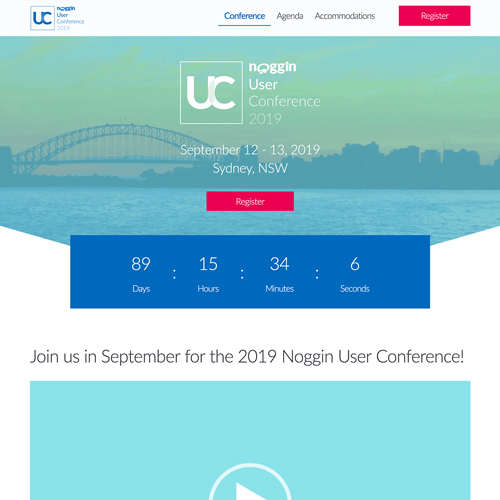 UC
noggin
User
Conference
2019
Conference Agenda Accommodations Register
UC
noggin
User
Conference
2019
September 12 - 13, 2019
Sydney, NSW
Register
89 : 15 : 34 : 6
Days Hours Minutes Seconds
Join us in September for the 2019 Noggin User Conference!